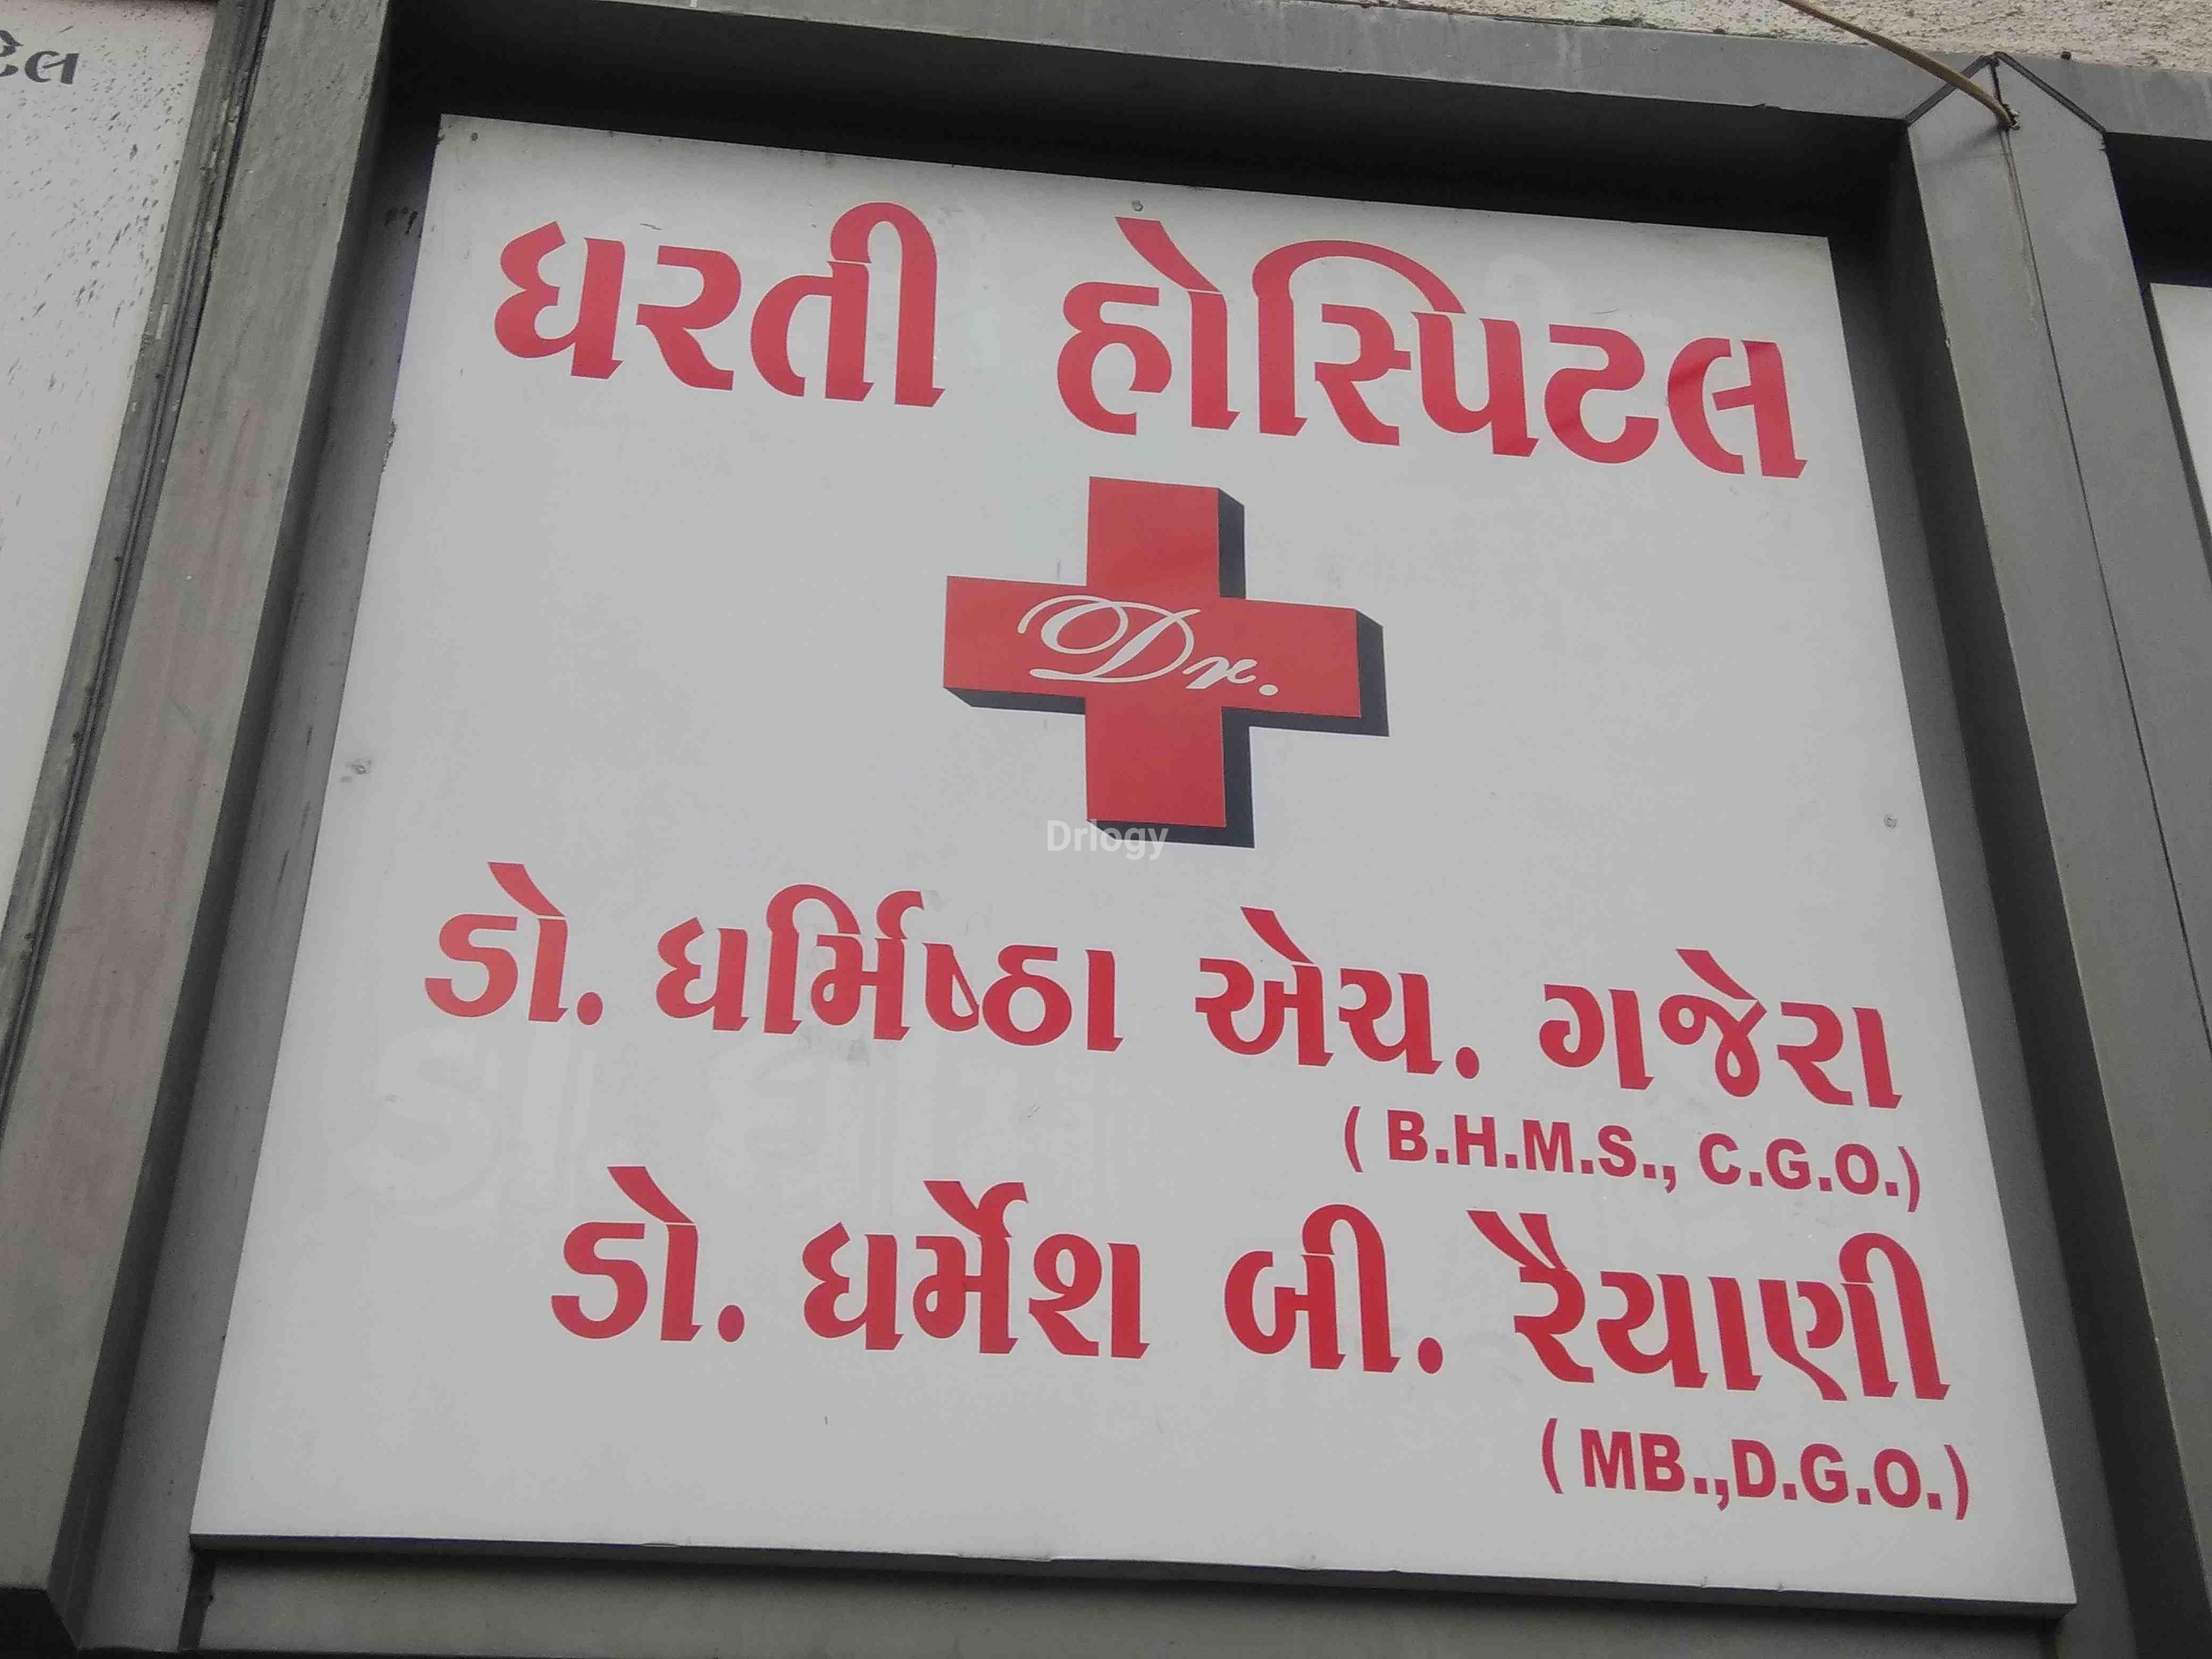 ધરતી હોસ્પિટલ
Dr.
Drlogy
ડો. ધર્મિષ્ઠા એચ. ગજેરા
( B.H.M.S., C.G.O.)
ડો. ધર્મેશ બી. રૈયાણી
( MB.,D.G.O.)